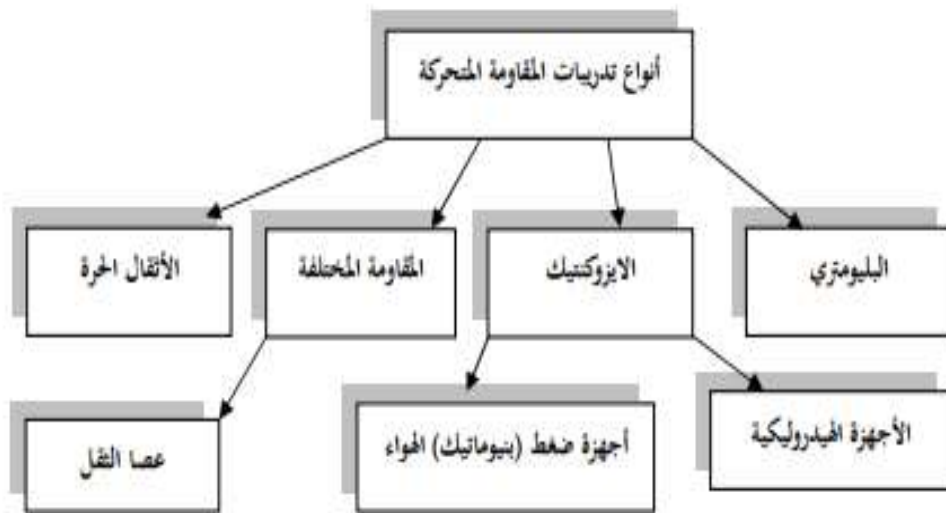 أنواع تدريبات المقاومة المتحركة
البليومتري
الايزوكنتيك
المقاومة المختلفة
الأثقال الحرة
الأجهزة الهيدروليكية
أجهزة ضغط (بنيوماتيك) الهواء
عصا الثقل